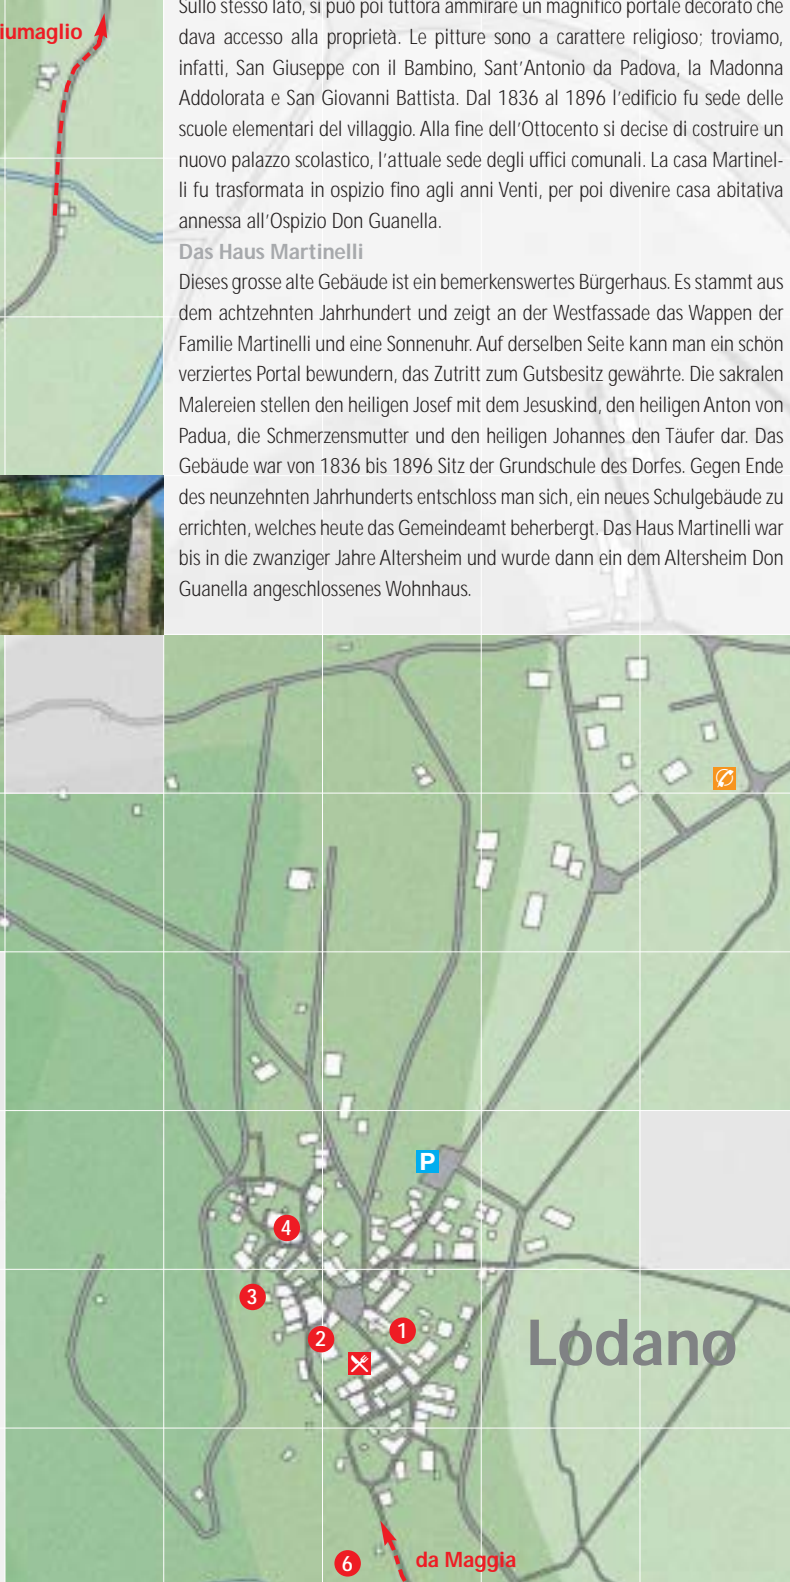 iumaglio
Sullo stesso lato, si può poi tuttora ammirare un magnifico portale decorato che
dava accesso alla proprietà. Le pitture sono a carattere religioso; troviamo,
infatti, San Giuseppe con il Bambino, Sant'Antonio da Padova, la Madonna
Addolorata e San Giovanni Battista. Dal 1836 al 1896 l'edificio fu sede delle
scuole elementari del villaggio. Alla fine dell'Ottocento si decise di costruire un
nuovo palazzo scolastico, l'attuale sede degli uffici comunali. La casa Martinel-
li fu trasformata in ospizio fino agli anni Venti, per poi divenire casa abitativa
annessa all'Ospizio Don Guanella.
Das Haus Martinelli
Dieses grosse alte Gebäude ist ein bemerkenswertes Bürgerhaus. Es stammt aus
dem achtzehnten Jahrhundert und zeigt an der Westfassade das Wappen der
Familie Martinelli und eine Sonnenuhr. Auf derselben Seite kann man ein schön
verziertes Portal bewundern, das Zutritt zum Gutsbesitz gewährte. Die sakralen
Malereien stellen den heiligen Josef mit dem Jesuskind, den heiligen Anton von
Padua, die Schmerzensmutter und den heiligen Johannes den Täufer dar. Das
Gebäude war von 1836 bis 1896 Sitz der Grundschule des Dorfes. Gegen Ende
des neunzehnten Jahrhunderts entschloss man sich, ein neues Schulgebäude zu
errichten, welches heute das Gemeindeamt beherbergt. Das Haus Martinelli war
bis in die zwanziger Jahre Altersheim und wurde dann ein dem Altersheim Don
Guanella angeschlossenes Wohnhaus.
P
4
3
2
1
Lodano
6
da Maggia